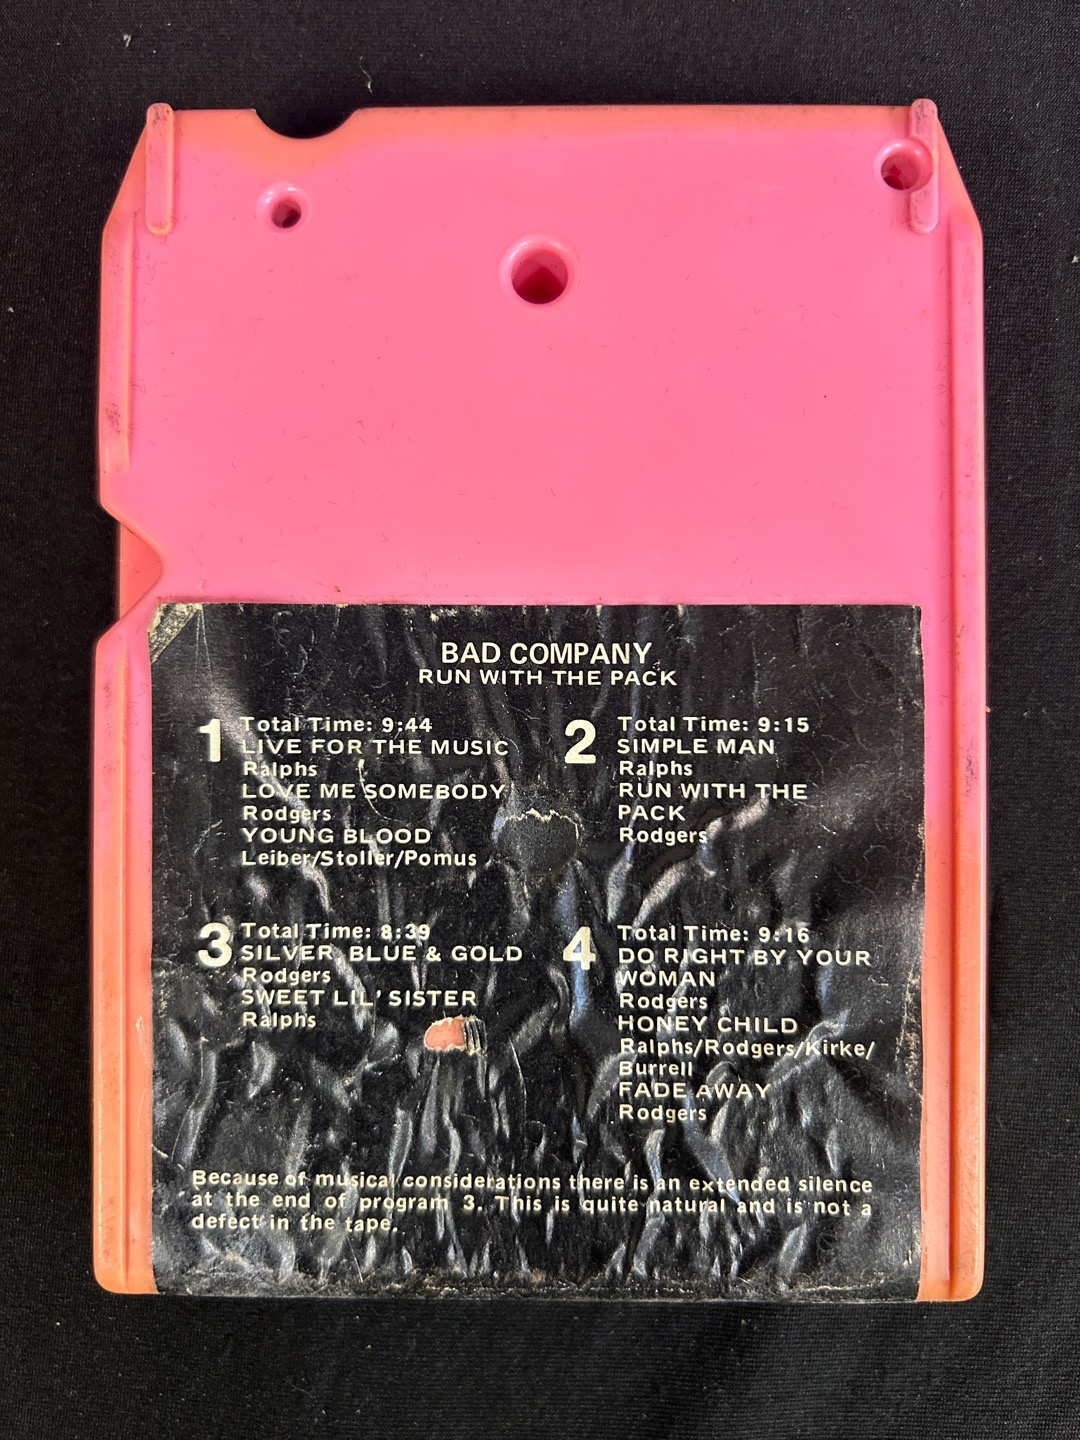 BAD COMPANY
RUN WITH THE PACK
1 Total Time: 9:44
LIVE FOR THE MUSIC
Ralphs
LOVE ME SOMEBODY
Rodgers
YOUNG BLOOD
Leiber/Stoller/Pomus
2 Total Time: 9:15
SIMPLE MAN
Ralphs
RUN WITH THE
PACK
Rodgers
3 Total Time: 8:39
SILVER, BLUE & GOLD
Rodgers
SWEET LIL' SISTER
Ralphs
4 Total Time: 9:16
DO RIGHT BY YOUR
WOMAN
Rodgers
HONEY CHILD
Ralphs/Rodgers/Kirke/
Burrell
FADE AWAY
Rodgers
Because of musical considerations there is an extended silence
at the end of program 3. This is quite natural and is not a
defect in the tape.